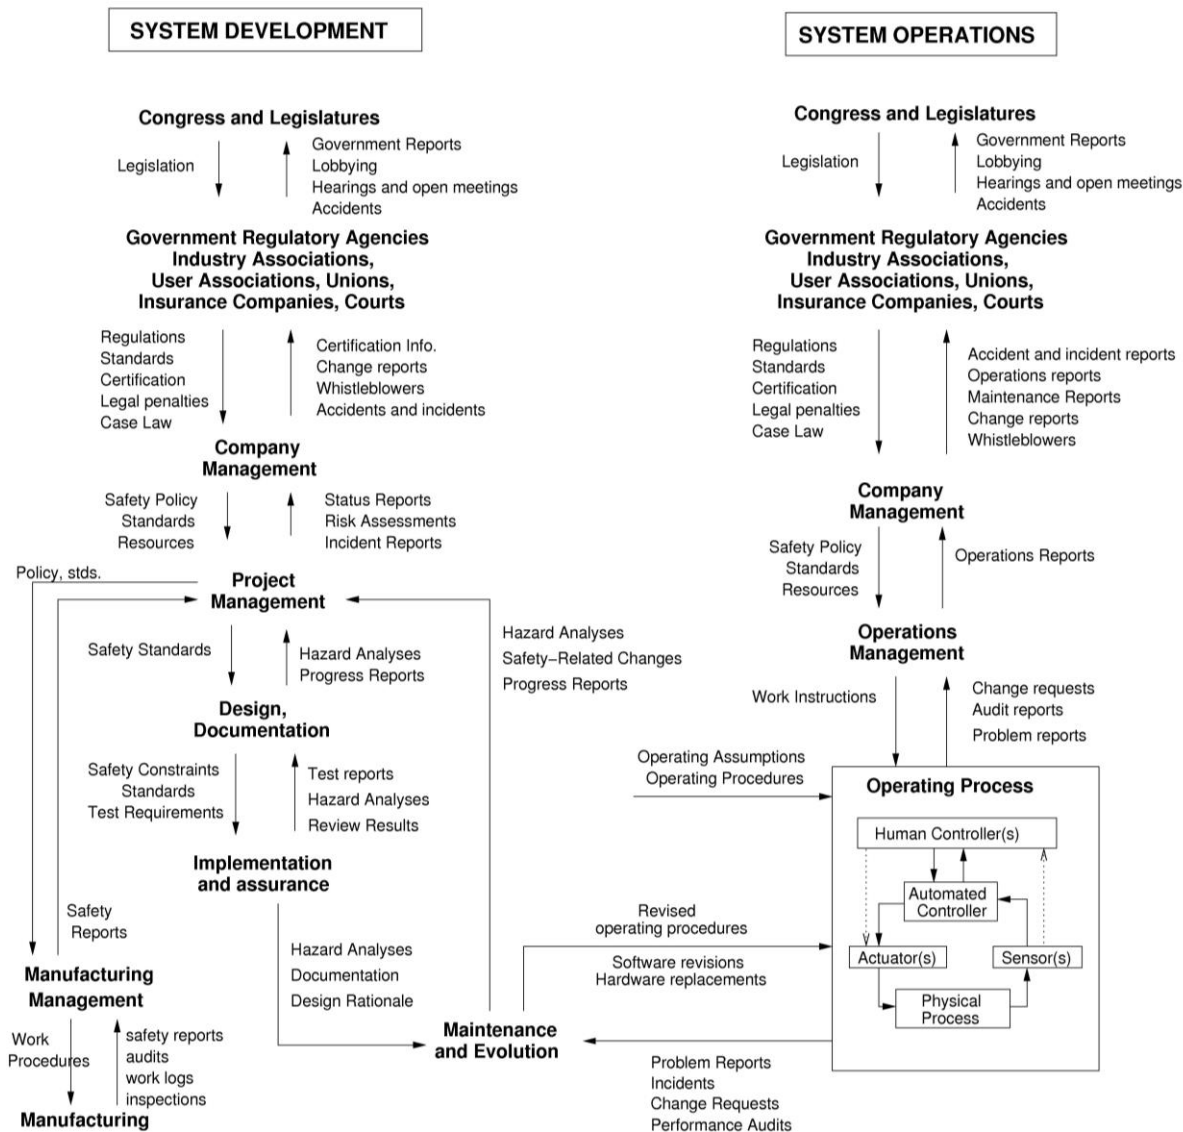 SYSTEM DEVELOPMENT
Congress and Legislatures
Legislation
Government Reports
Lobbying
Hearings and open meetings
Accidents
Government Regulatory Agencies
Industry Associations,
User Associations, Unions,
Insurance Companies, Courts
Regulations
Standards
Certification
Legal penalties
Case Law
Certification Info.
Change reports
Whistleblowers
Accidents and incidents
Company
Management
Safety Policy
Standards
Resources
Status Reports
Risk Assessments
Incident Reports
Policy, stds.
Project
Management
Safety Standards
Hazard Analyses
Progress Reports
Hazard Analyses
Safety-Related Changes
Progress Reports
Design,
Documentation
Safety Constraints
Standards
Test Requirements
Test reports
Hazard Analyses
Review Results
Implementation
and assurance
Safety
Reports
Hazard Analyses
Documentation
Design Rationale
Manufacturing
Management
Work
Procedures
safety reports
audits
work logs
inspections
Manufacturing
Maintenance
and Evolution
SYSTEM OPERATIONS
Congress and Legislatures
Legislation
Government Reports
Lobbying
Hearings and open meetings
Accidents
Government Regulatory Agencies
Industry Associations,
User Associations, Unions,
Insurance Companies, Courts
Regulations
Standards
Certification
Legal penalties
Case Law
Accident and incident reports
Operations reports
Maintenance Reports
Change reports
Whistleblowers
Company
Management
Safety Policy
Standards
Resources
Operations Reports
Operations
Management
Work Instructions
Change requests
Audit reports
Problem reports
Operating Assumptions
Operating Procedures
Operating Process
Human Controller(s)
Automated
Controller
Actuator(s)
Sensor(s)
Physical
Process
Revised
operating procedures
Software revisions
Hardware replacements
Problem Reports
Incidents
Change Requests
Performance Audits